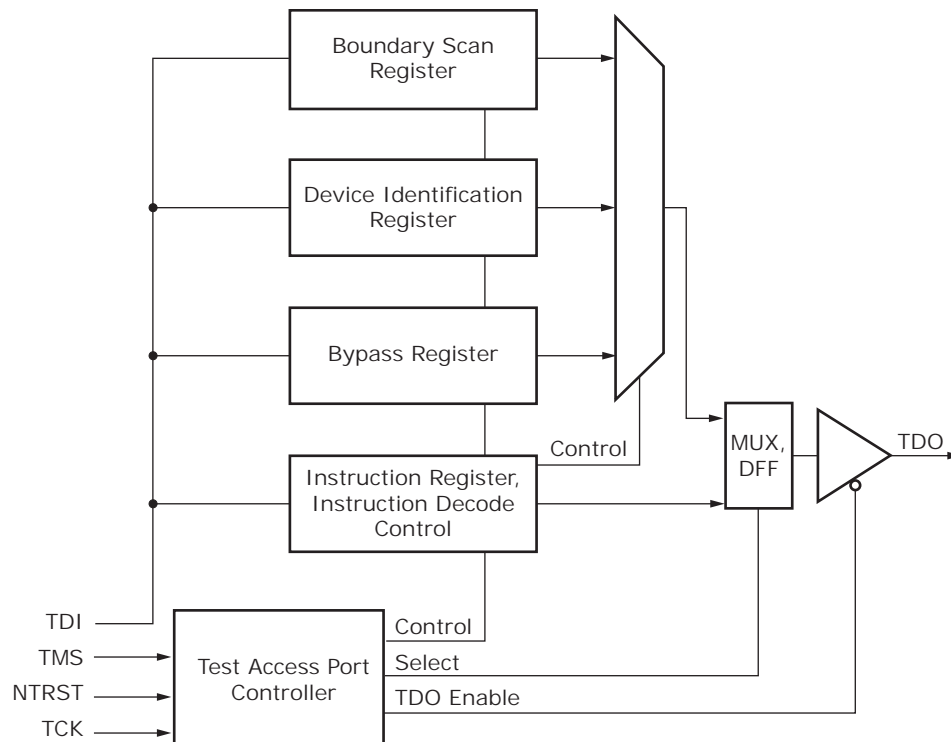 Boundary Scan
Register
Device Identification
Register
Bypass Register
Control
MUX,
DFF
TDO
Instruction Register,
Instruction Decode
Control
TDI
TMS
NTRST
TCK
Test Access Port
Controller
Control
Select
TDO Enable